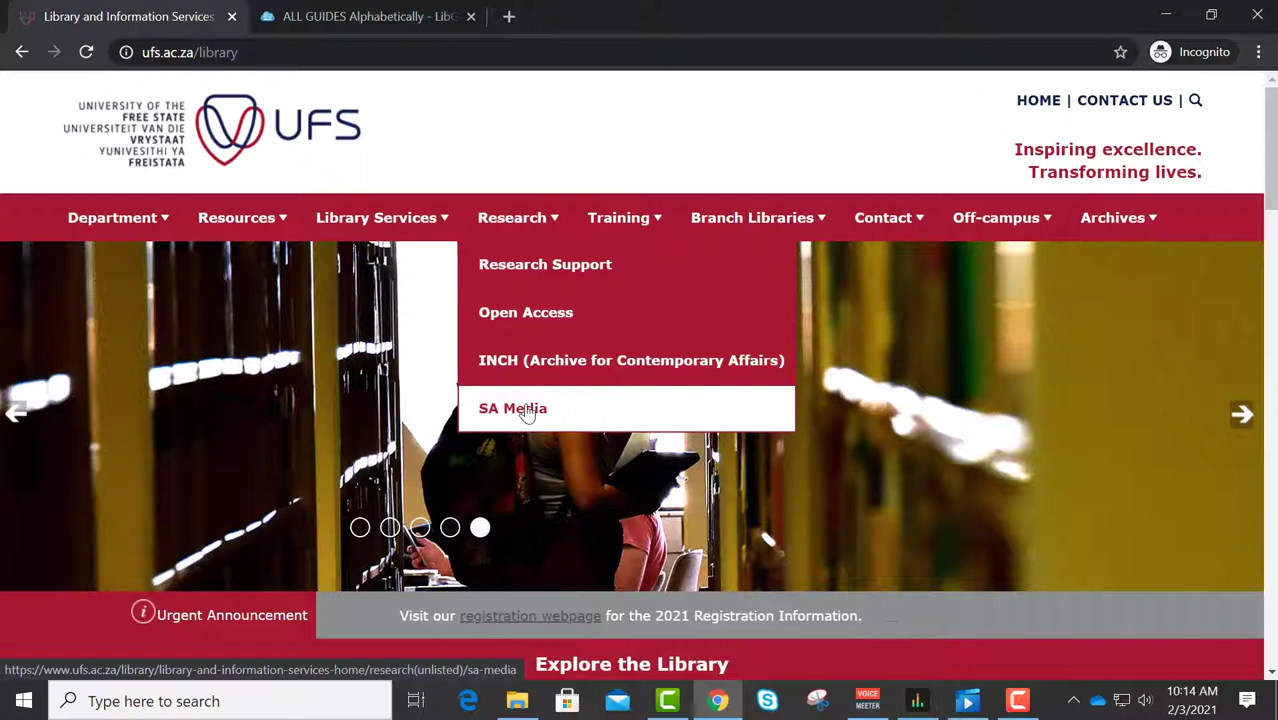 Library and Information Services
ALL GUIDES Alphabetically - LibG
ufs.ac.za/library
Incognito
UNIVERSITY OF THE
FREE STATE
UNIVERSITEIT VAN DIE
VRYSTAAT
YUNIVESITHI YA
FREISTATA
UFS
HOME | CONTACT US |
Inspiring excellence.
Transforming lives.
Department Resources Library Services Research Training Branch Libraries Contact Off-campus Archives
Research Support
Open Access
INCH (Archive for Contemporary Affairs)
SA Media
Urgent Announcement
Visit our registration webpage for the 2021 Registration Information.
https://www.ufs.ac.za/library/library-and-information-services-home/research(unlisted)/sa-media
Explore the Library
Type here to search
VOICE
MEETER
10:14 AM
2/3/2021